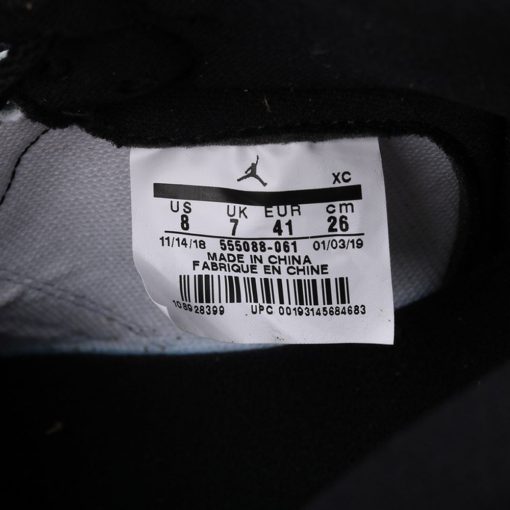 XC
US UK EUR cm
8 7 41 26
11/14/18 555088-061 01/03/19
MADE IN CHINA
FABRIQUE EN CHINE
108928399 UPC 00193145684683